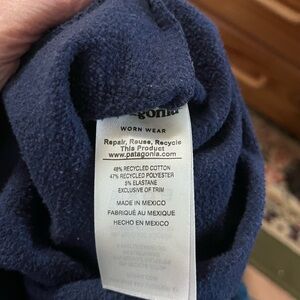 WORN WEAR
Repair, Reuse, Recycle
This Product
www.patagonia.com
48% RECYCLED COTTON
47% RECYCLED POLYESTER
5% ELASTANE
EXCLUSIVE OF TRIM
MADE IN MEXICO
FABRIQUÉ AU MEXIQUE
HECHO EN MÉXICO